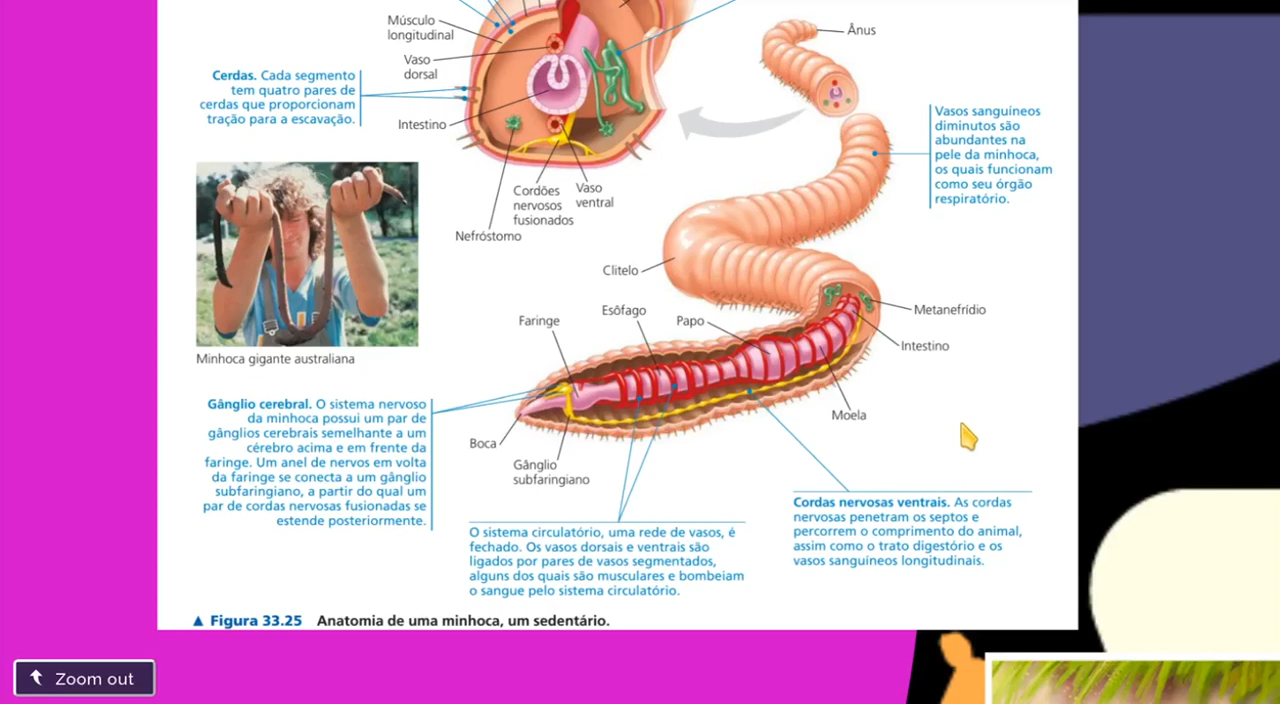 Músculo
longitudinal
Vaso
dorsal
Cerdas. Cada segmento
tem quatro pares de
cerdas que proporcionam
tração para a escavação.
Intestino
Cordões
nervosos
fusionados
Vaso
ventral
Nefróstomo
Ânus
Vasos sanguíneos
diminutos são
abundantes na
pele da minhoca,
os quais funcionam
como seu órgão
respiratório.
Clitelo
Metanefrídio
Intestino
Faringe
Esôfago
Papo
Moela
Minhoca gigante australiana
Gânglio cerebral. O sistema nervoso
da minhoca possui um par de
gânglios cerebrais semelhante a um
cérebro acima e em frente da
faringe. Um anel de nervos em volta
da faringe se conecta a um gânglio
subfaringiano, a partir do qual um
par de cordas nervosas fusionadas se
estende posteriormente.
Boca
Gânglio
subfaringiano
O sistema circulatório, uma rede de vasos, é
fechado. Os vasos dorsais e ventrais são
ligados por pares de vasos segmentados,
alguns dos quais são musculares e bombeiam
o sangue pelo sistema circulatório.
Cordas nervosas ventrais. As cordas
nervosas penetram os septos e
percorrem o comprimento do animal,
assim como o trato digestório e os
vasos sanguíneos longitudinais.
▲ Figura 33.25 Anatomia de uma minhoca, um sedentário.
Zoom out